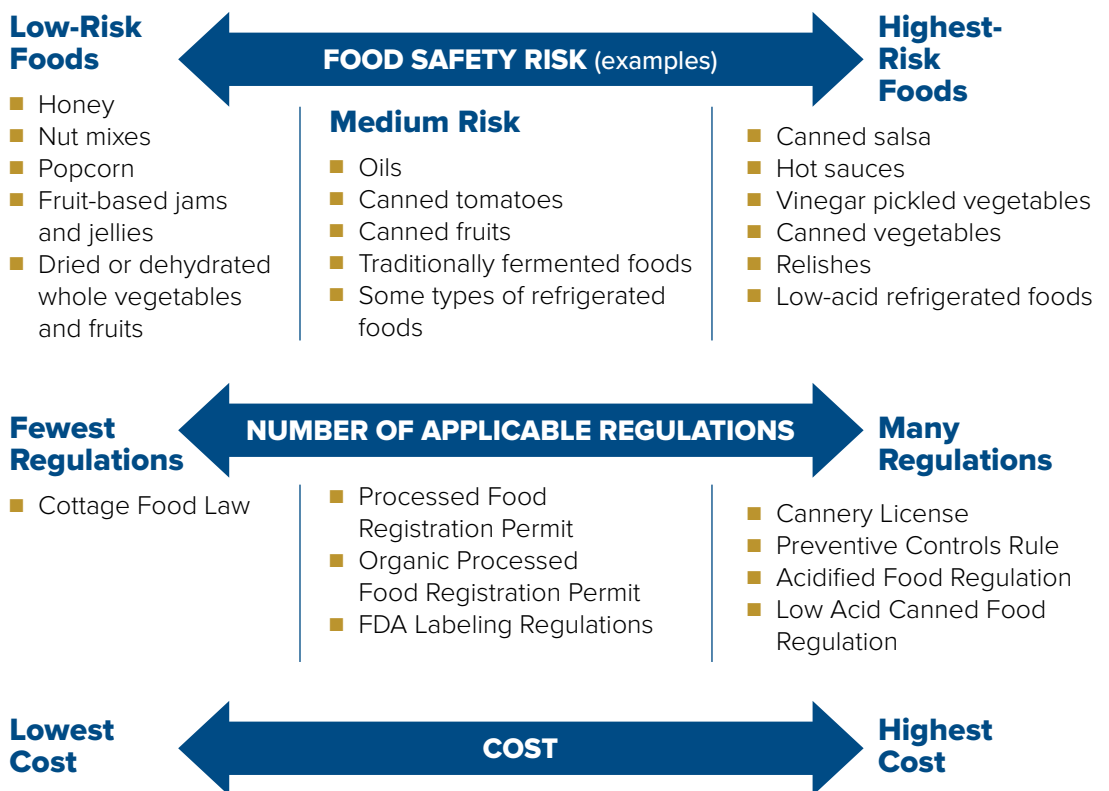 Low-Risk
Foods
FOOD SAFETY RISK (examples)
Highest-
Risk
Foods
■ Honey
■ Nut mixes
■ Popcorn
■ Fruit-based jams
and jellies
■ Dried or dehydrated
whole vegetables
and fruits
Medium Risk
■ Oils
■ Canned tomatoes
■ Canned fruits
■ Traditionally fermented foods
■ Some types of refrigerated
foods
■ Canned salsa
■ Hot sauces
■ Vinegar pickled vegetables
■ Canned vegetables
■ Relishes
■ Low-acid refrigerated foods
Fewest
Regulations
NUMBER OF APPLICABLE REGULATIONS
Many
Regulations
■ Cottage Food Law
■ Processed Food
Registration Permit
■ Organic Processed
Food Registration Permit
■ FDA Labeling Regulations
■ Cannery License
■ Preventive Controls Rule
■ Acidified Food Regulation
■ Low Acid Canned Food
Regulation
Lowest
Cost
COST
Highest
Cost